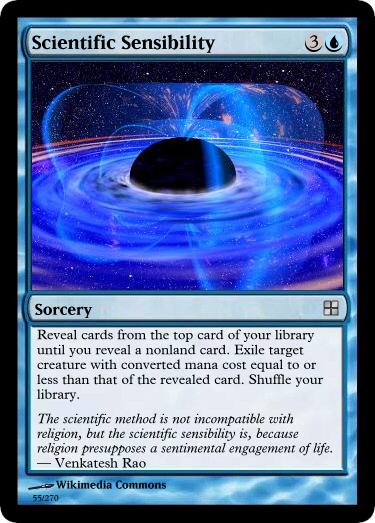 Scientific Sensibility 3
Sorcery
Reveal cards from the top card of your library
until you reveal a nonland card. Exile target
creature with converted mana cost equal to or
less than that of the revealed card. Shuffle your
library.
The scientific method is not incompatible with
religion, but the scientific sensibility is, because
religion presupposes a sentimental engagement of life.
— Venkatesh Rao
Wikimedia Commons
55/270